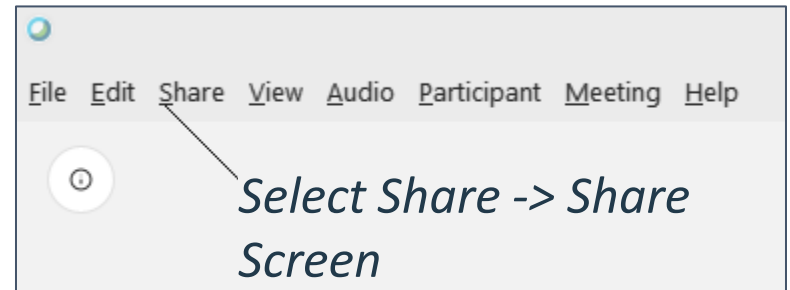 File Edit Share View Audio Participant Meeting Help
Select Share -> Share
Screen